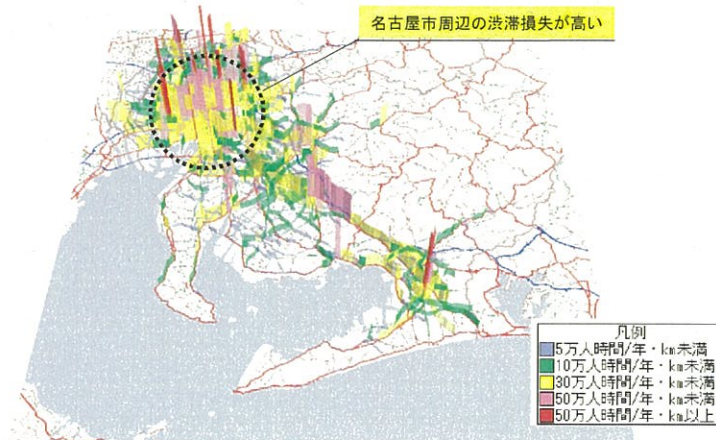 名古屋市周辺の渋滞損失が高い
凡例
5万人時間/年・km未満
10万人時間/年・km未満
30万人時間/年・km未満
50万人時間/年・km未満
50万人時間/年・km以上